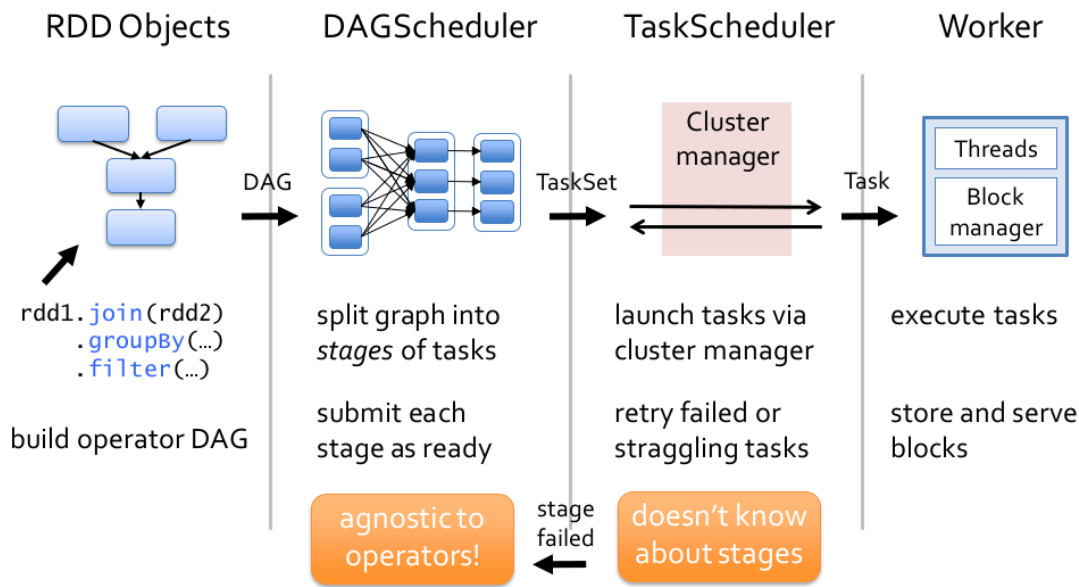 RDD Objects
DAGScheduler
TaskScheduler
Worker
DAG
TaskSet
Cluster
manager
Task
Threads
Block
manager
rdd1.join(rdd2)
.groupBy(…)
.filter(…)
build operator DAG
split graph into
stages of tasks
submit each
stage as ready
launch tasks via
cluster manager
retry failed or
straggling tasks
execute tasks
store and serve
blocks
agnostic to
operators!
stage
failed
doesn’t know
about stages